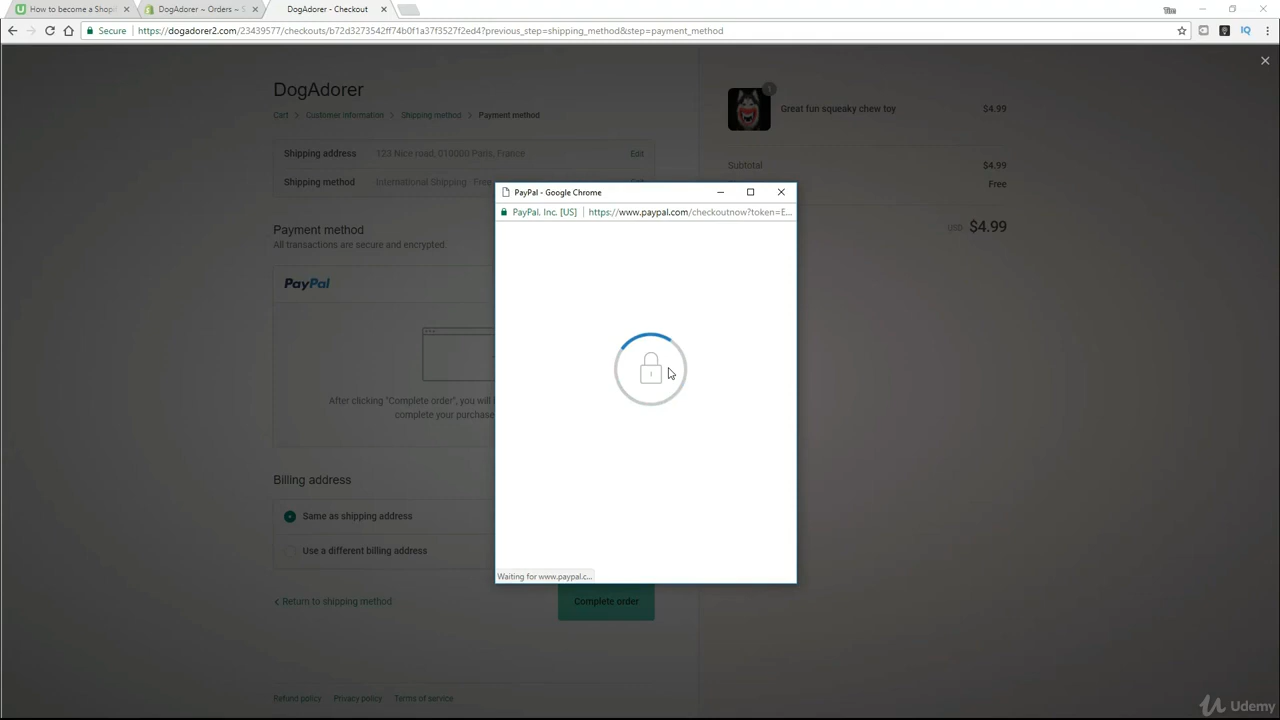 How to become a Shopi
DogAdorer ~ Orders ~ S
DogAdorer - Checkout
Tim
Secure
https://dogadorer2.com/23439577/checkouts/b72d3273542ff74b0f1a37f3527f2ed4?previous_step=shipping_method&step=payment_method
IQ
DogAdorer
Cart > Customer information > Shipping method > Payment method
Shipping address 123 Nice road, 010000 Paris, France Edit
Shipping method International Shipping · Free
Payment method
All transactions are secure and encrypted.
PayPal
After clicking "Complete order", you will
complete your purchase
Billing address
Same as shipping address
Use a different billing address
< Return to shipping method
Complete order
Refund policy Privacy policy Terms of service
1
Great fun squeaky chew toy $4.99
Subtotal $4.99
Free
USD $4.99
PayPal - Google Chrome
PayPal, Inc. [US] https://www.paypal.com/checkoutnow?token=E...
Waiting for www.paypal.c...
Udemy